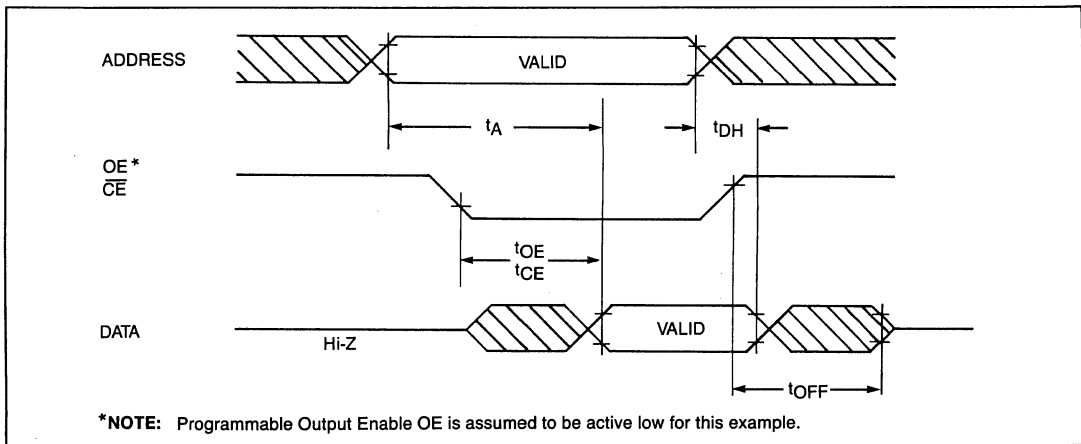 ADDRESS
VALID
tA
tDH
OE*
CE
tOE
tCE
DATA
Hi-Z
VALID
tOFF
*NOTE: Programmable Output Enable OE is assumed to be active low for this example.